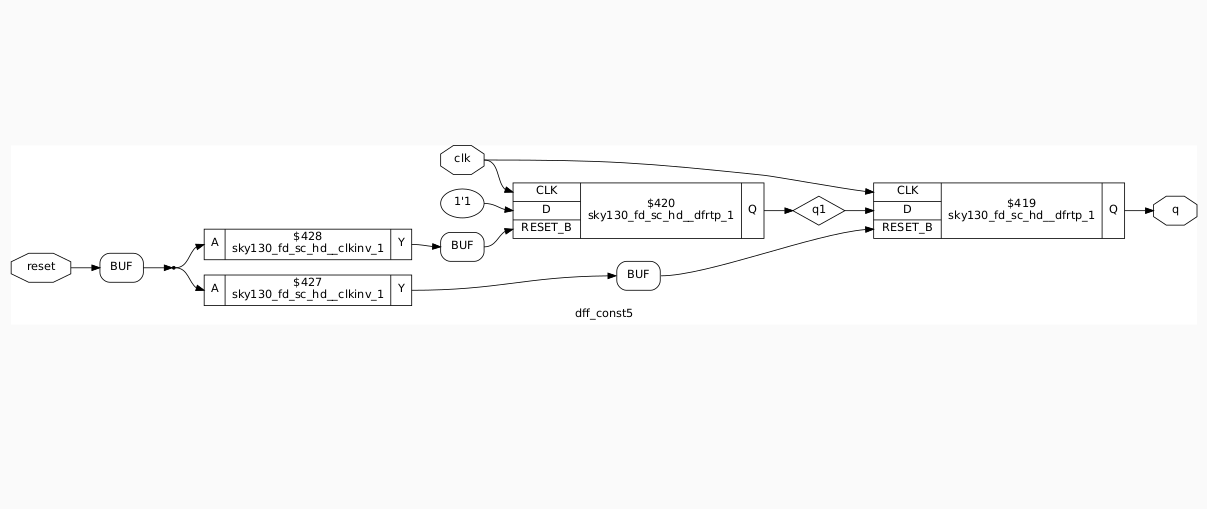 clk
CLK
D
RESET_B
$420
sky130_fd_sc_hd__dfrtp_1
Q
1'1
BUF
q1
CLK
D
RESET_B
$419
sky130_fd_sc_hd__dfrtp_1
Q
q
reset
BUF
A
$428
sky130_fd_sc_hd__clkinv_1
Y
A
$427
sky130_fd_sc_hd__clkinv_1
Y
BUF
dff_const5